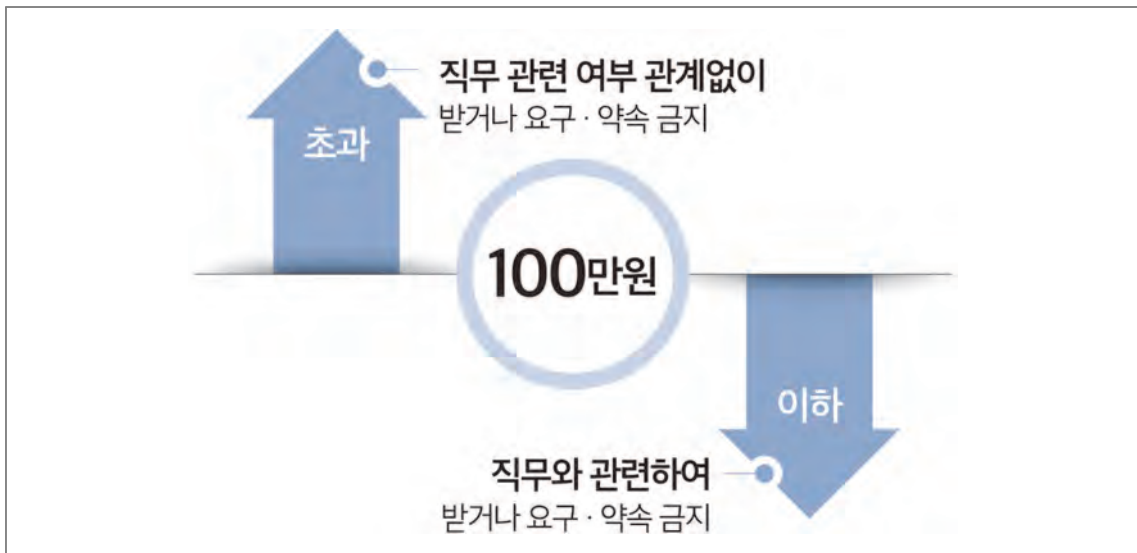 직무 관련 여부 관계없이
받거나 요구 · 약속 금지
초과
100만원
이하
직무와 관련하여
받거나 요구 · 약속 금지